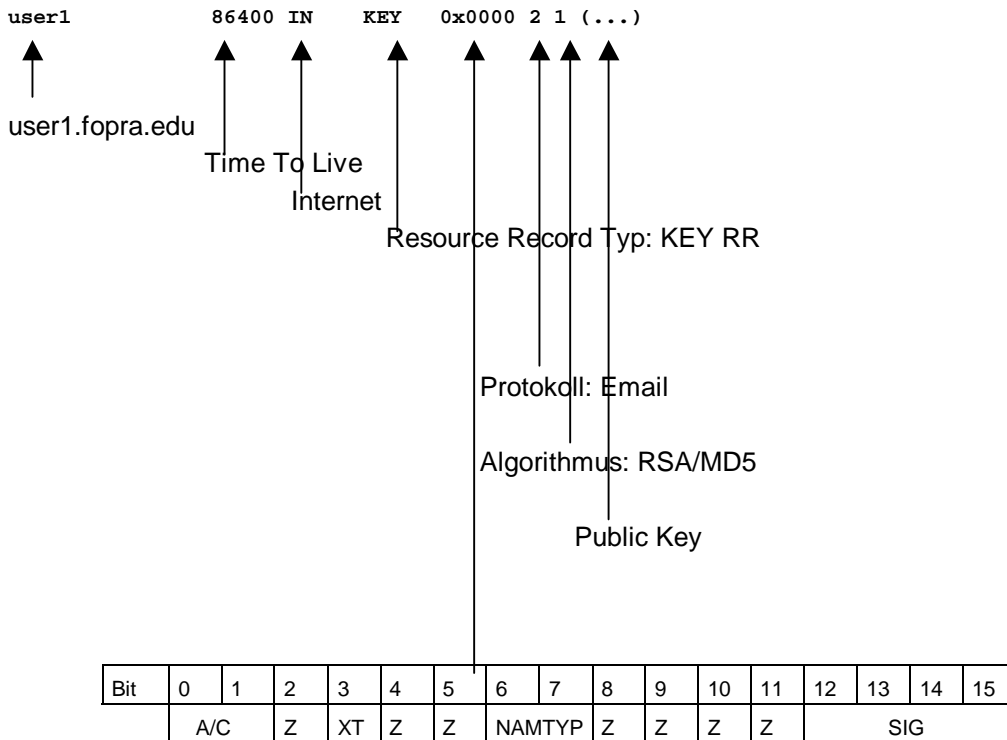 user1 86400 IN KEY 0x0000 2 1 (...)
user1.fopra.edu
Time To Live
Internet
Resource Record Typ: KEY RR
Protokoll: Email
Algorithmus: RSA/MD5
Public Key
Bit 0 1 2 3 4 5 6 7 8 9 10 11 12 13 14 15
A/C Z XT Z Z NAMTYP Z Z Z Z SIG